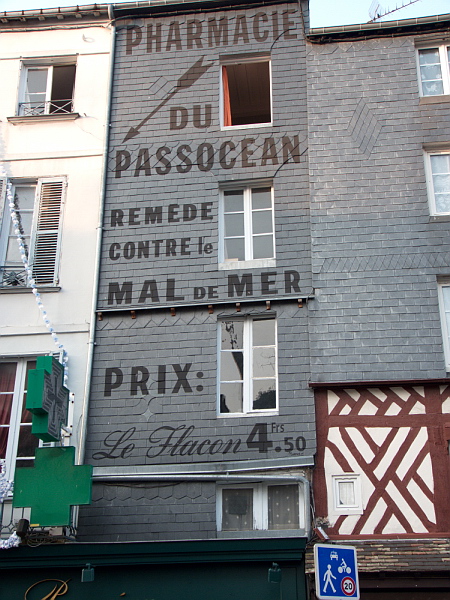 PHARMACIE
DU
PASSOCEAN
REMEDE
CONTRE le
MAL DE MER
PRIX:
Le Flacon 4 Frs .50
20